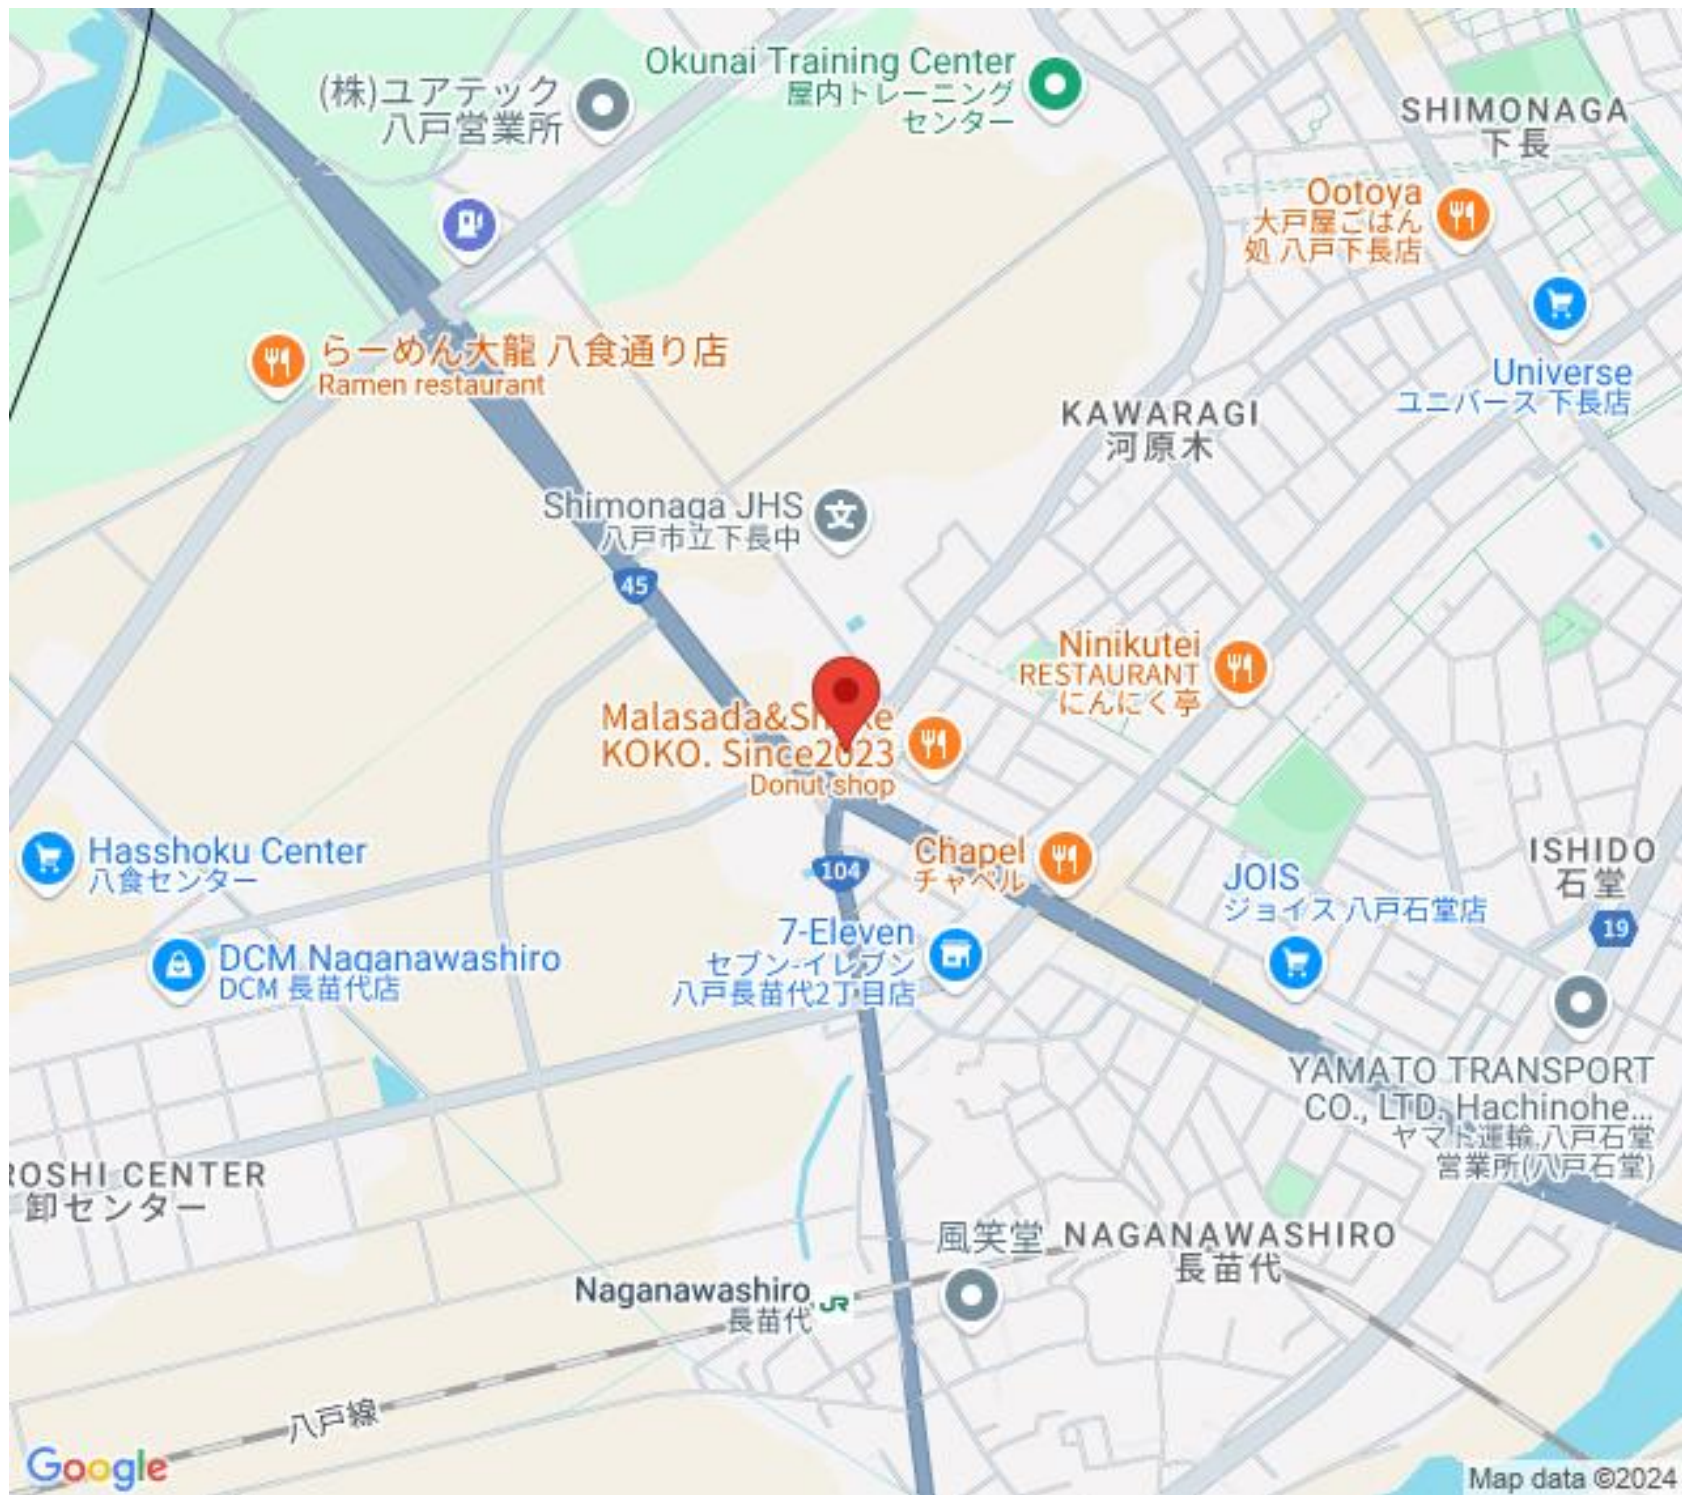 Okunai Training Center
屋内トレーニング
センター
(株)ユアテック
八戸営業所
SHIMONAGA
下長
Ootoya
大戸屋ごはん
処 八戸下長店
らーめん大龍 八食通り店
Ramen restaurant
Universe
ユニバース 下長店
KAWARAGI
河原木
Shimonaga JHS
八戸市立下長中
文
45
Ninikutei
RESTAURANT
にんにく亭
Malasada&Sh ke
KOKO. Since2023
Donut shop
Hasshoku Center
八食センター
104
Chapel
チャペル
JOIS
ジョイス 八戸石堂店
ISHIDO
石堂
19
7-Eleven
セブン-イレブン
八戸長苗代2丁目店
DCM Naganawashiro
DCM 長苗代店
YAMATO TRANSPORT
CO., LTD. Hachinohe...
ヤマト運輸 八戸石堂
営業所(八戸石堂)
ROSHI CENTER
卸センター
風笑堂
NAGANAWASHIRO
長苗代
Naganawashiro
長苗代
JR
八戸線
Google
Map data ©2024